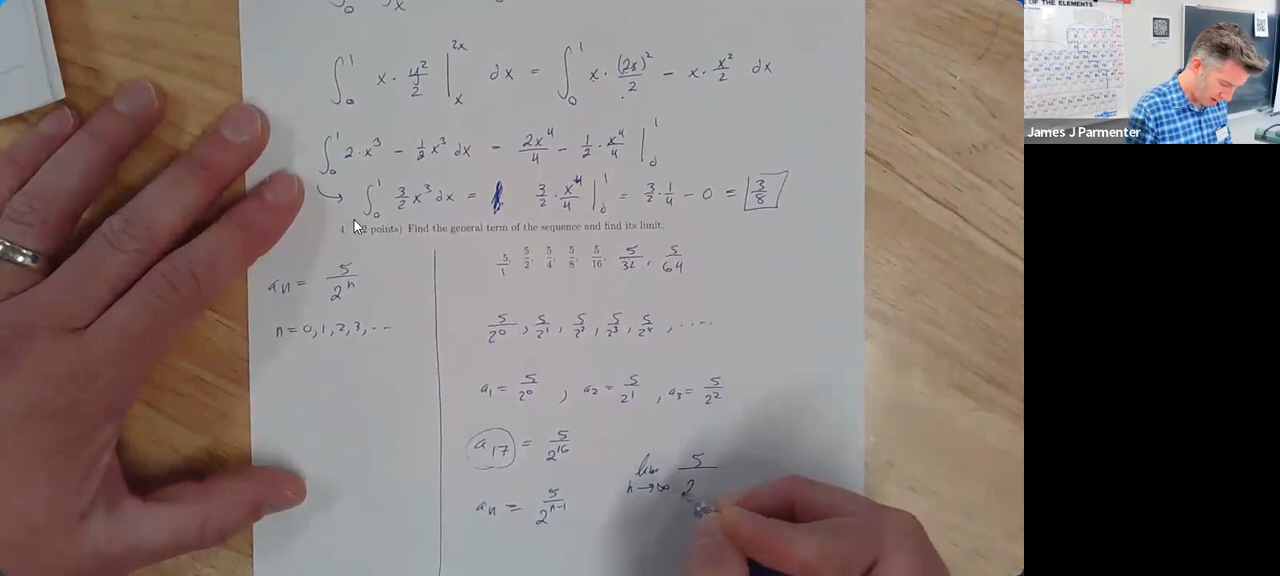 ∫₀¹ x · y²/2 |ₓ²ˣ dx = ∫₀¹ x · (2x)²/2 − x · x²/2 dx
∫₀¹ 2·x³ − 1/2 x³ dx = 2x⁴/4 − 1/2 · x⁴/4 |₀¹
→ ∫₀¹ 3/2 x³ dx = 3/2 · x⁴/4 |₀¹ = 3/2 · 1/4 − 0 = 3/8
4. 2 points) Find the general term of the sequence and find its limit.
5/1, 5/2, 5/4, 5/8, 5/16, 5/32, 5/64
aₙ = 5/2ⁿ
n = 0, 1, 2, 3, ...
5/2⁰, 5/2¹, 5/2², 5/2³, 5/2⁴, ....
a₁ = 5/2⁰, a₂ = 5/2¹, a₃ = 5/2²
a₁₇ = 5/2¹⁶
aₙ = 5/2ⁿ⁻¹
lim n→∞ 5/2
OF THE ELEMENTS
James J Parmenter